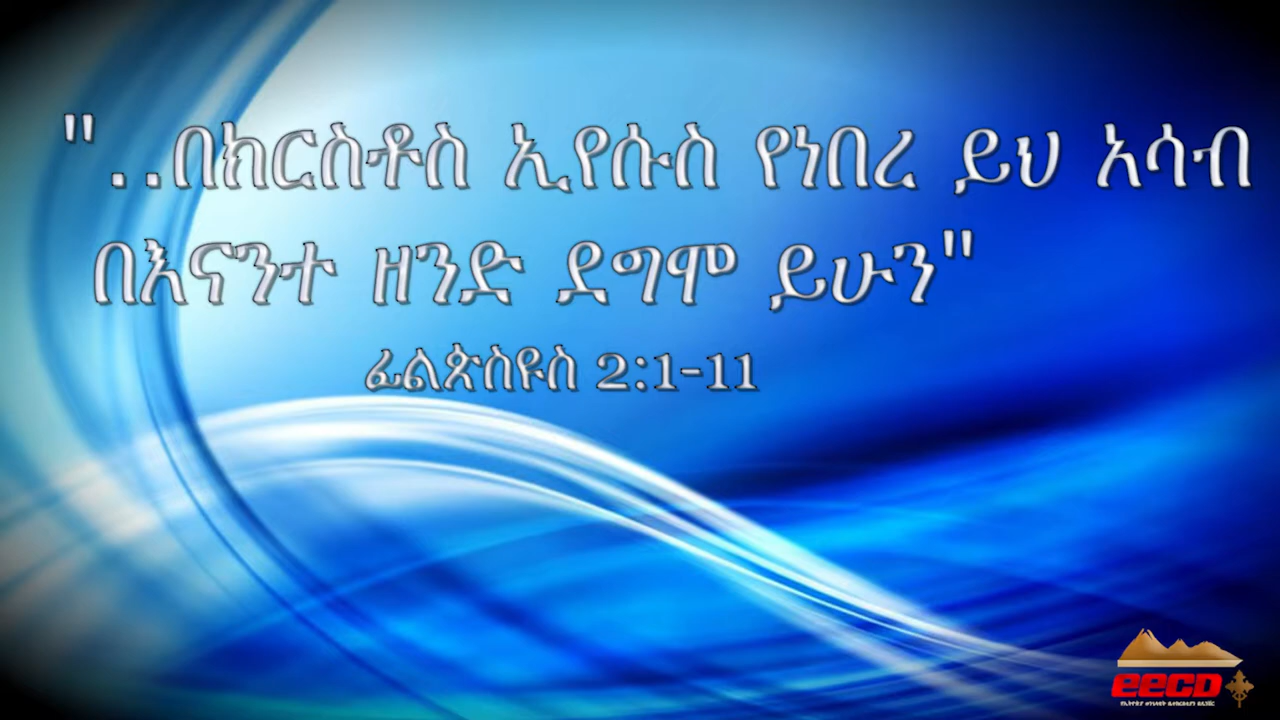 "..በክርስቶስ ኢየሱስ የነበረ ይህ አሳብ
በእናንተ ዘንድ ደግሞ ይሁን"
ፊልጵስዩስ 2:1-11
eecd